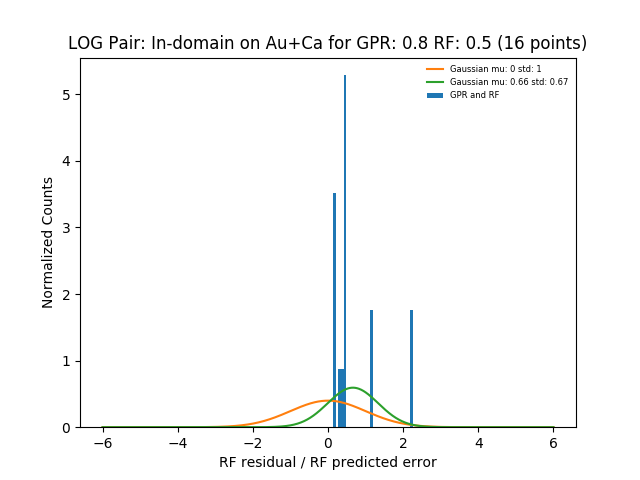 LOG Pair: In-domain on Au+Ca for GPR: 0.8 RF: 0.5 (16 points)
Gaussian mu: 0 std: 1
Gaussian mu: 0.66 std: 0.67
GPR and RF
Normalized Counts
5
4
3
2
1
0
−6 −4 −2 0 2 4 6
RF residual / RF predicted error